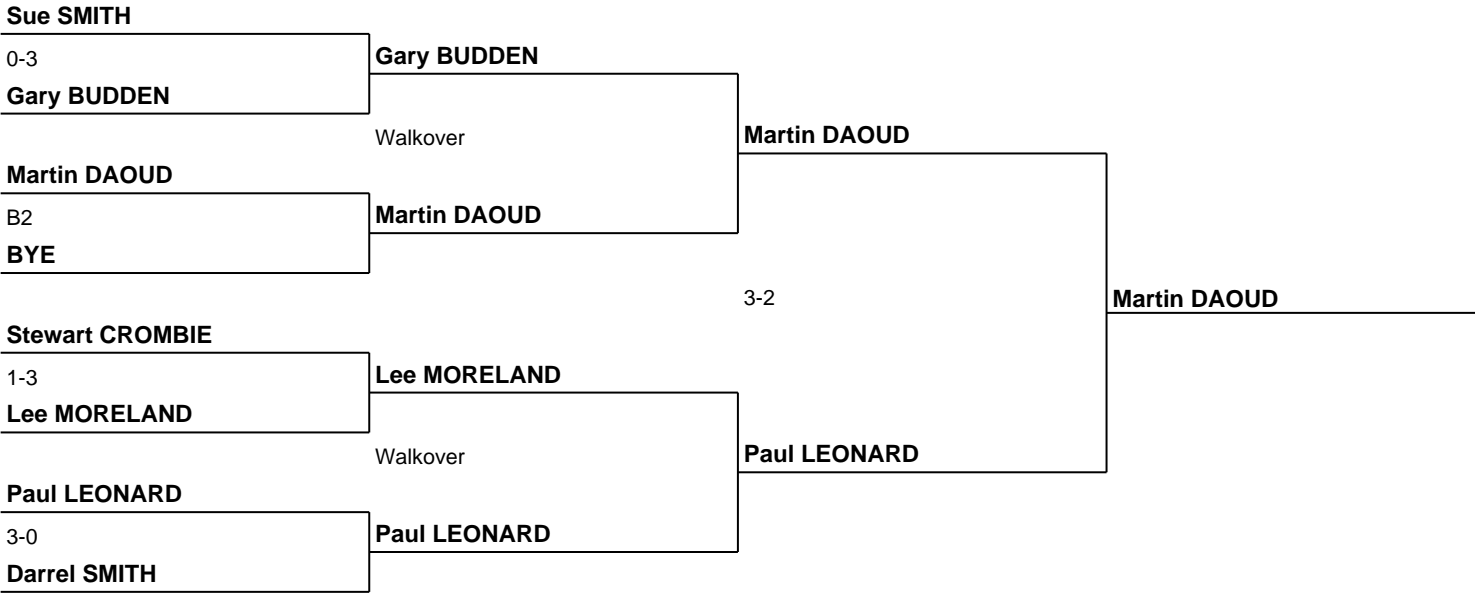 Sue SMITH
0-3
Gary BUDDEN
Gary BUDDEN
Walkover
Martin DAOUD
Martin DAOUD
B2
Martin DAOUD
BYE
3-2
Martin DAOUD
Stewart CROMBIE
1-3
Lee MORELAND
Lee MORELAND
Walkover
Paul LEONARD
Paul LEONARD
3-0
Paul LEONARD
Darrel SMITH